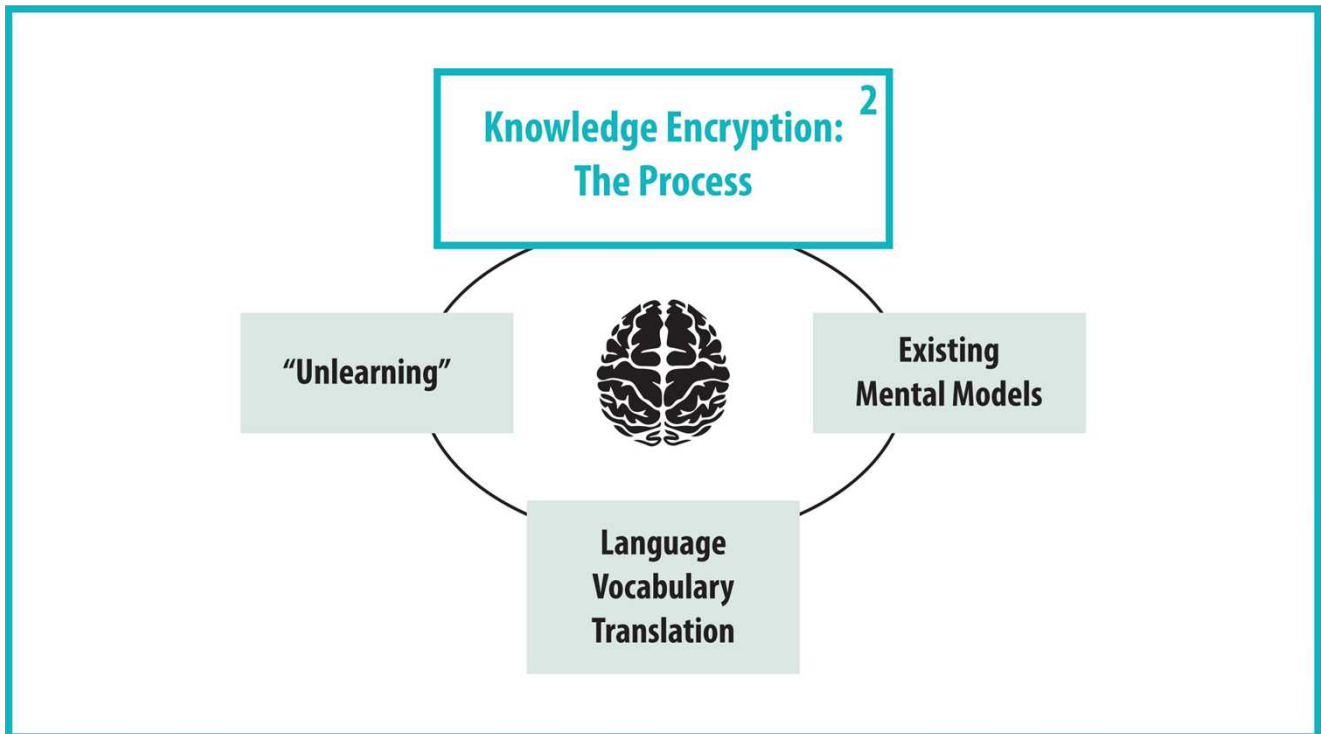 2
Knowledge Encryption:
The Process
“Unlearning”
Existing
Mental Models
Language
Vocabulary
Translation